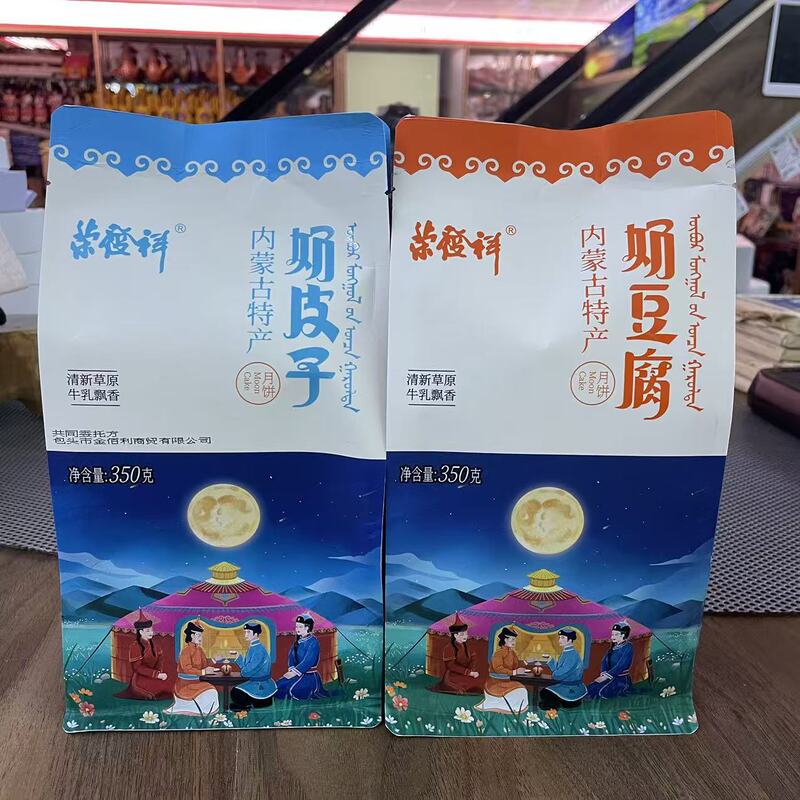 荣橙祥®
内蒙古特产
奶皮子
月饼
Moon
Cake
清新草原
牛乳飘香
共同委托方
包头市金佰利商贸有限公司
净含量:350克
荣橙祥®
内蒙古特产
奶豆腐
月饼
Moon
Cake
清新草原
牛乳飘香
净含量:350克